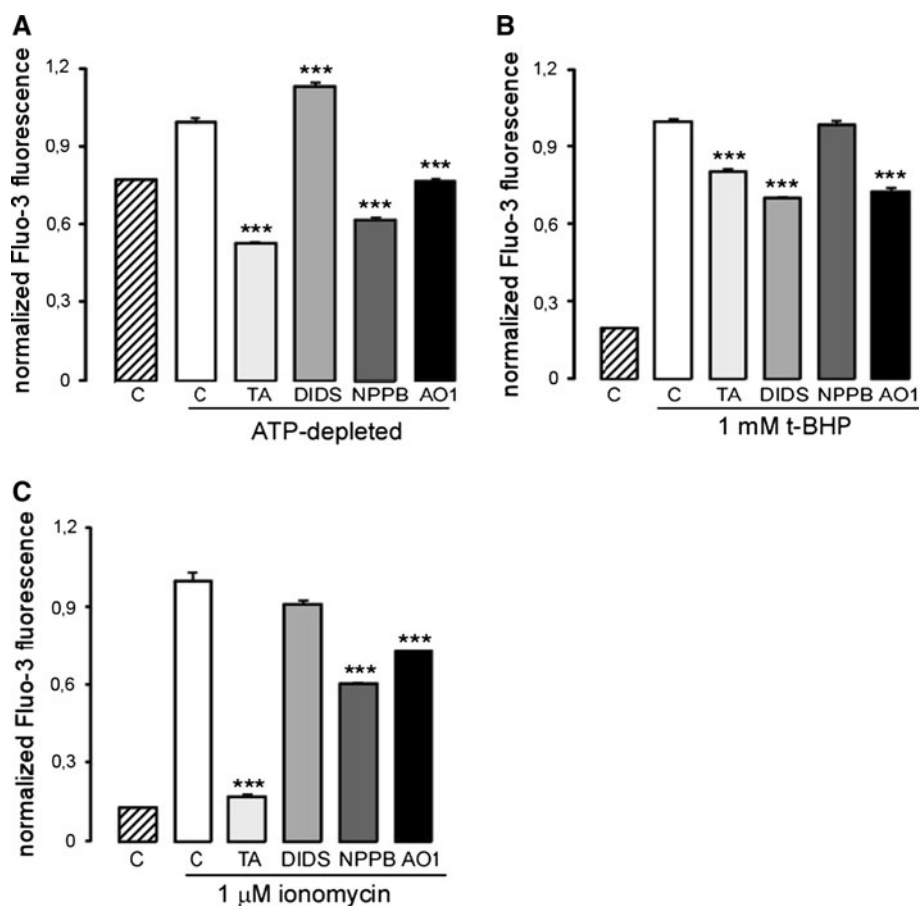 A
normalized Fluo-3 fluorescence
1,2
0,9
0,6
0,3
0
***
***
***
***
C C TA DIDS NPPB AO1
ATP-depleted
B
normalized Fluo-3 fluorescence
1,2
0,9
0,6
0,3
0
***
***
***
C C TA DIDS NPPB AO1
1 mM t-BHP
C
normalized Fluo-3 fluorescence
1,2
0,9
0,6
0,3
0
***
***
***
C C TA DIDS NPPB AO1
1 μM ionomycin